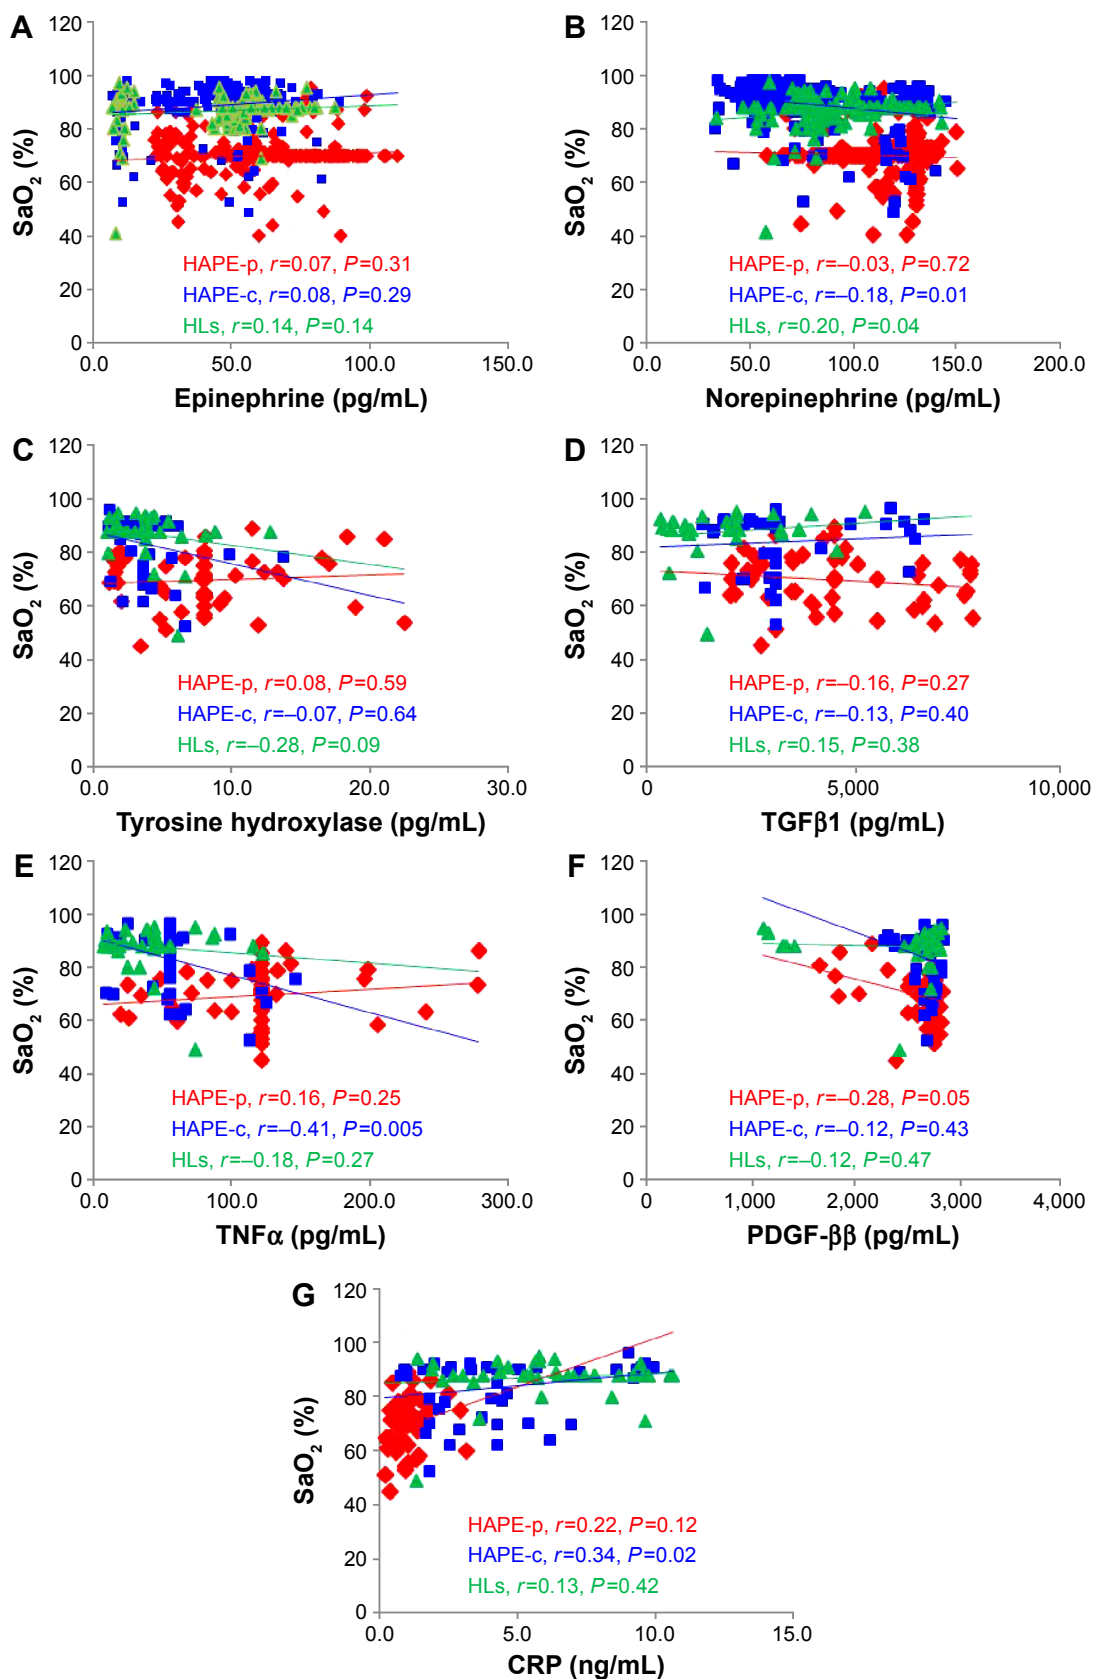 A
120
100
80
60
40
20
0
SaO2 (%)
HAPE-p, r=0.07, P=0.31
HAPE-c, r=0.08, P=0.29
HLs, r=0.14, P=0.14
0.0 50.0 100.0 150.0
Epinephrine (pg/mL)
B
120
100
80
60
40
20
0
SaO2 (%)
HAPE-p, r=–0.03, P=0.72
HAPE-c, r=–0.18, P=0.01
HLs, r=0.20, P=0.04
0.0 50.0 100.0 150.0 200.0
Norepinephrine (pg/mL)
C
120
100
80
60
40
20
0
SaO2 (%)
HAPE-p, r=0.08, P=0.59
HAPE-c, r=–0.07, P=0.64
HLs, r=–0.28, P=0.09
0.0 10.0 20.0 30.0
Tyrosine hydroxylase (pg/mL)
D
120
100
80
60
40
20
0
SaO2 (%)
HAPE-p, r=–0.16, P=0.27
HAPE-c, r=–0.13, P=0.40
HLs, r=0.15, P=0.38
0 5,000 10,000
TGFβ1 (pg/mL)
E
120
100
80
60
40
20
0
SaO2 (%)
HAPE-p, r=0.16, P=0.25
HAPE-c, r=–0.41, P=0.005
HLs, r=–0.18, P=0.27
0.0 100.0 200.0 300.0
TNFα (pg/mL)
F
120
100
80
60
40
20
0
SaO2 (%)
HAPE-p, r=–0.28, P=0.05
HAPE-c, r=–0.12, P=0.43
HLs, r=–0.12, P=0.47
0 1,000 2,000 3,000 4,000
PDGF-ββ (pg/mL)
G
120
100
80
60
40
20
0
SaO2 (%)
HAPE-p, r=0.22, P=0.12
HAPE-c, r=0.34, P=0.02
HLs, r=0.13, P=0.42
0.0 5.0 10.0 15.0
CRP (ng/mL)